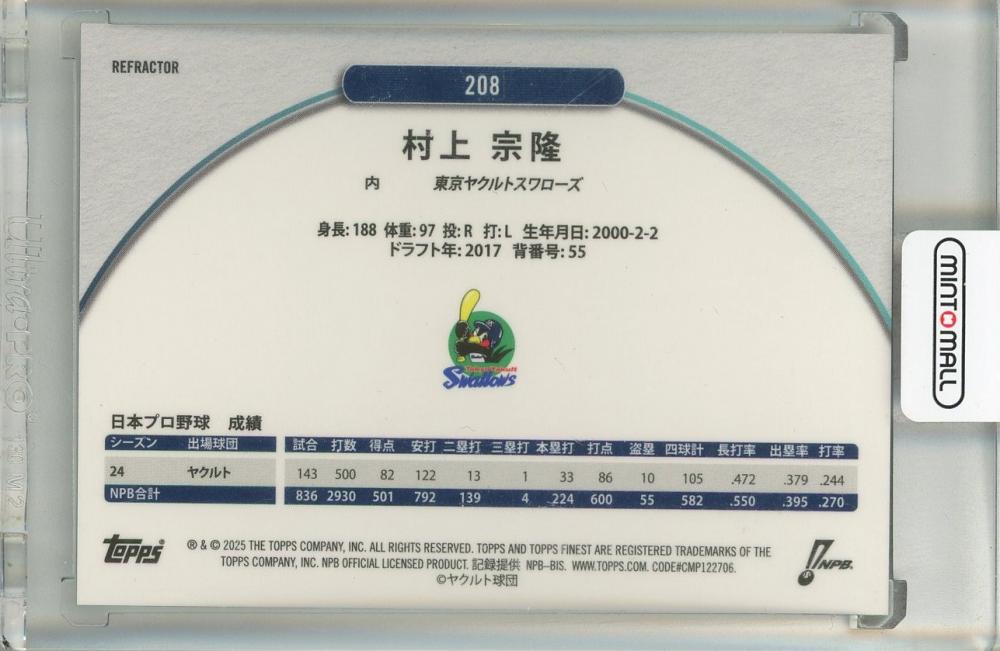 REFRACTOR
208
村上 宗隆
内 東京ヤクルトスワローズ
身長: 188 体重: 97 投: R 打: L 生年月日: 2000-2-2
ドラフト年: 2017 背番号: 55
Tokyo Yakult
Swallows
日本プロ野球 成績
シーズン 出場球団 試合 打数 得点 安打 二塁打 三塁打 本塁打 打点 盗塁 四球計 長打率 出塁率 打率
24 ヤクルト 143 500 82 122 13 1 33 86 10 105 .472 .379 .244
NPB合計 836 2930 501 792 139 4 224 600 55 582 .550 .395 .270
topps
® & © 2025 THE TOPPS COMPANY, INC. ALL RIGHTS RESERVED. TOPPS AND TOPPS FINEST ARE REGISTERED TRADEMARKS OF THE
TOPPS COMPANY, INC. NPB OFFICIAL LICENSED PRODUCT. 記録提供 NPB-BIS. WWW.TOPPS.COM. CODE#CMP122706.
©ヤクルト球団
NPB.
MINT MALL
Ultra·PRO